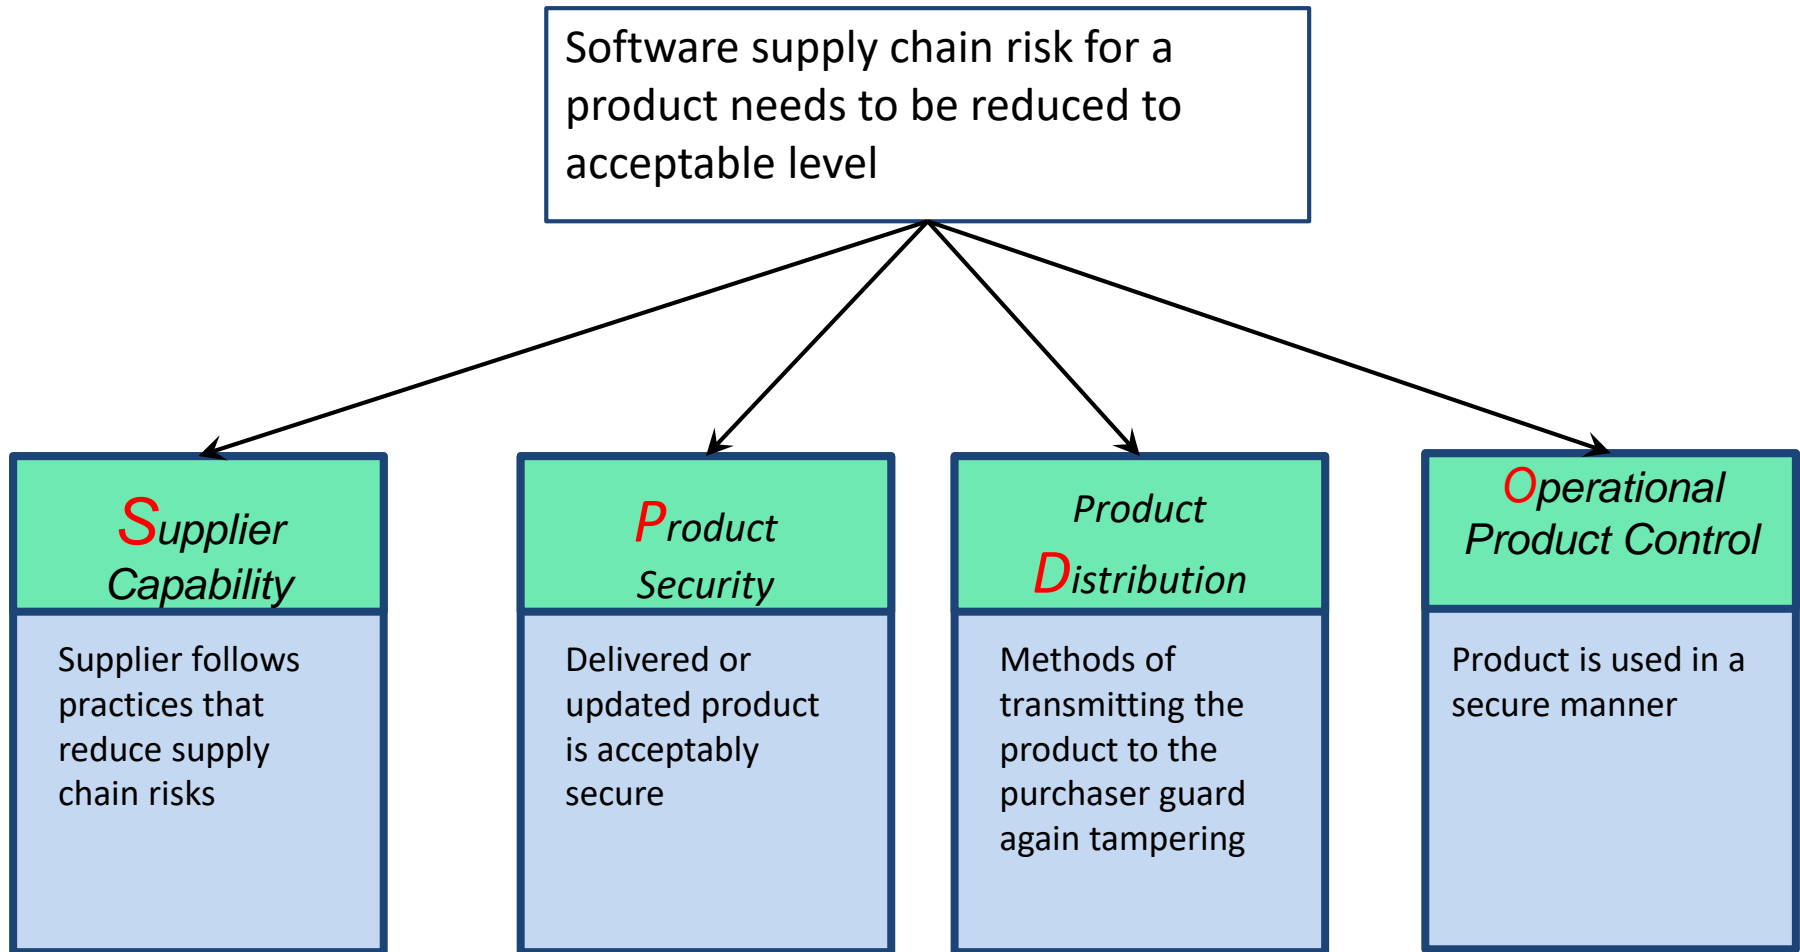 Software supply chain risk for a
product needs to be reduced to
acceptable level
Supplier
Capability
Supplier follows
practices that
reduce supply
chain risks
Product
Security
Delivered or
updated product
is acceptably
secure
Product
Distribution
Methods of
transmitting the
product to the
purchaser guard
again tampering
Operational
Product Control
Product is used in a
secure manner